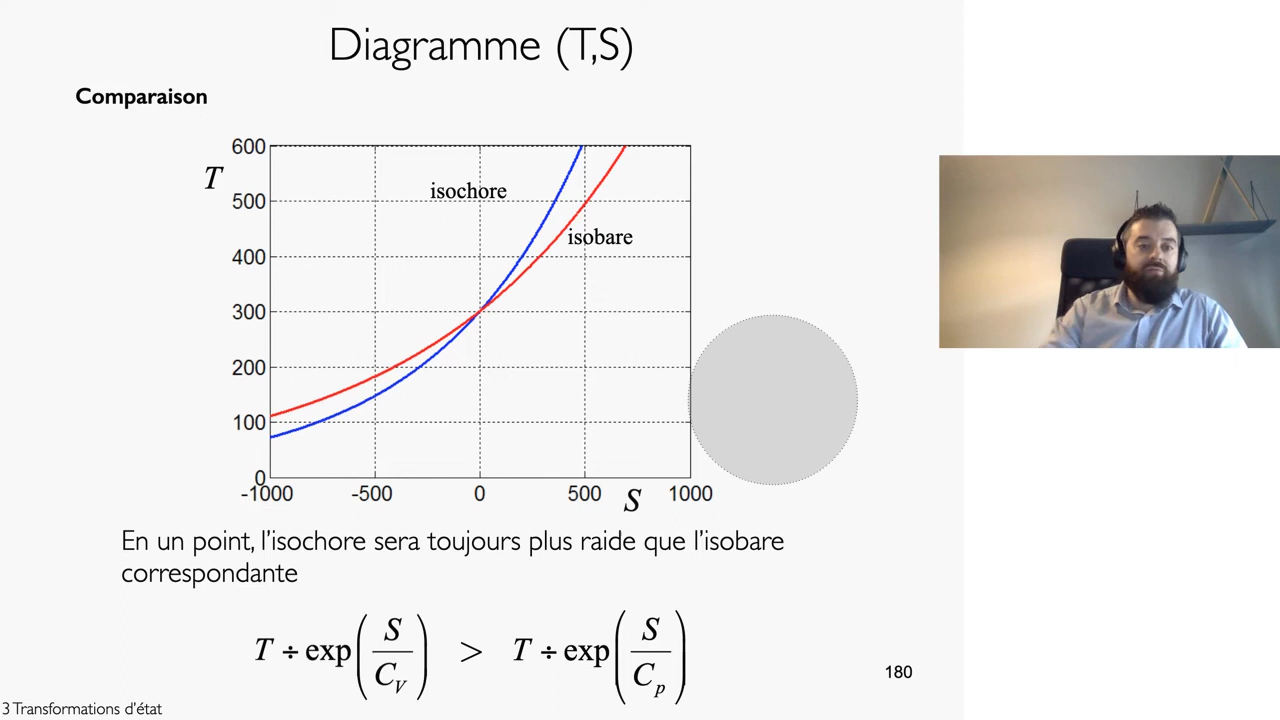 Diagramme (T,S)
Comparaison
T
600
500
400
300
200
100
0
isochore
isobare
-1000 -500 0 500 1000
S
En un point, l'isochore sera toujours plus raide que l'isobare
correspondante
T ÷ exp(S/C_V) > T ÷ exp(S/C_p)
180
3 Transformations d'état